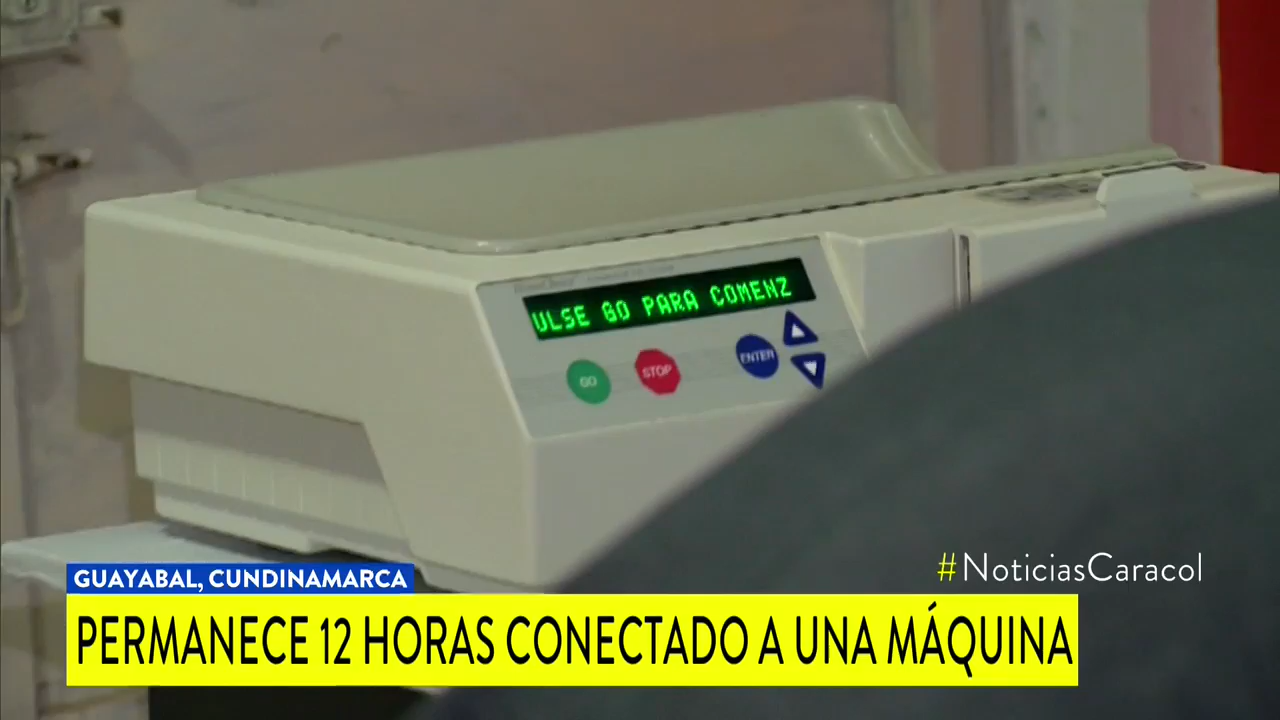 ULSE GO PARA COMENZ
GO
STOP
ENTER
#NoticiasCaracol
GUAYABAL, CUNDINAMARCA
PERMANECE 12 HORAS CONECTADO A UNA MÁQUINA